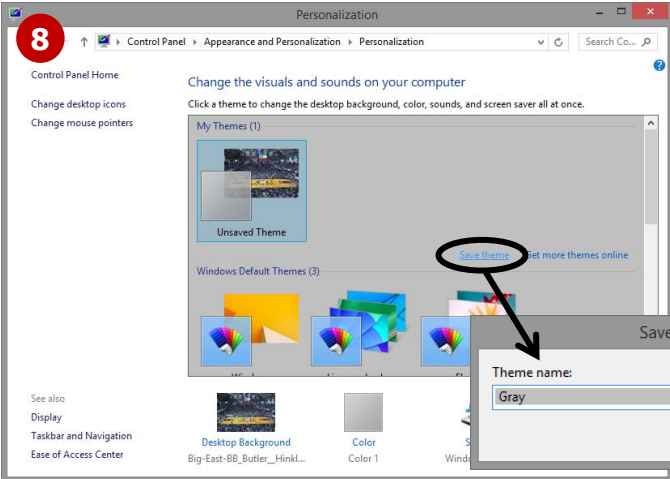 Personalization
8
Control Panel Appearance and Personalization Personalization
Search Co...
Control Panel Home
Change desktop icons
Change mouse pointers
Change the visuals and sounds on your computer
Click a theme to change the desktop background, color, sounds, and screen saver all at once.
My Themes (1)
Unsaved Theme
Save theme Get more themes online
Windows Default Themes (3)
Save
Theme name:
Gray
See also
Display
Taskbar and Navigation
Ease of Access Center
Desktop Background
Big-East-BB_Butler__Hinkl...
Color
Color 1
S
Windo